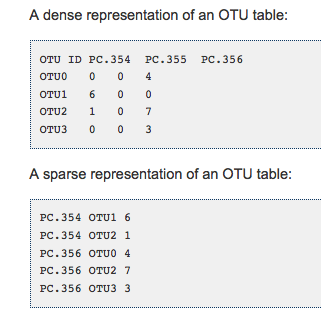 A dense representation of an OTU table:
OTU ID PC.354 PC.355 PC.356
OTU0 0 0 4
OTU1 6 0 0
OTU2 1 0 7
OTU3 0 0 3
A sparse representation of an OTU table:
PC.354 OTU1 6
PC.354 OTU2 1
PC.356 OTU0 4
PC.356 OTU2 7
PC.356 OTU3 3